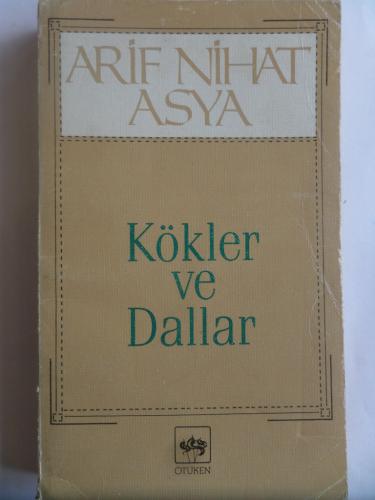 ARİF NİHAT
ASYA
Kökler
ve
Dallar
ÖTÜKEN